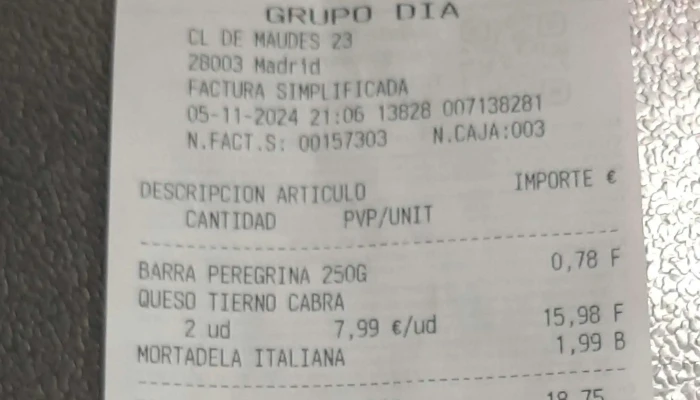 GRUPO DIA
CL DE MAUDES 23
28003 Madrid
FACTURA SIMPLIFICADA
05-11-2024 21:06 13828 007138281
N.FACT.S: 00157303 N.CAJA:003
DESCRIPCION ARTICULO IMPORTE €
CANTIDAD PVP/UNIT
BARRA PEREGRINA 250G 0,78 F
QUESO TIERNO CABRA
2 ud 7,99 €/ud 15,98 F
MORTADELA ITALIANA 1,99 B
18,75